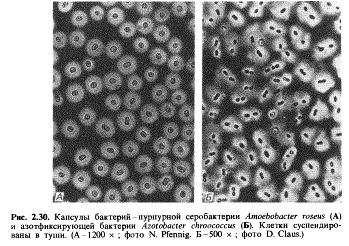 А Б
Рис. 2.30. Капсулы бактерий–пурпурной серобактерии Amoebobacter roseus (А)
и азотфиксирующей бактерии Azotobacter chroococcus (Б). Клетки суспендиро-
ваны в туши. (А–1200 × ; фото N. Pfennig. Б–500 × ; фото D. Claus.)